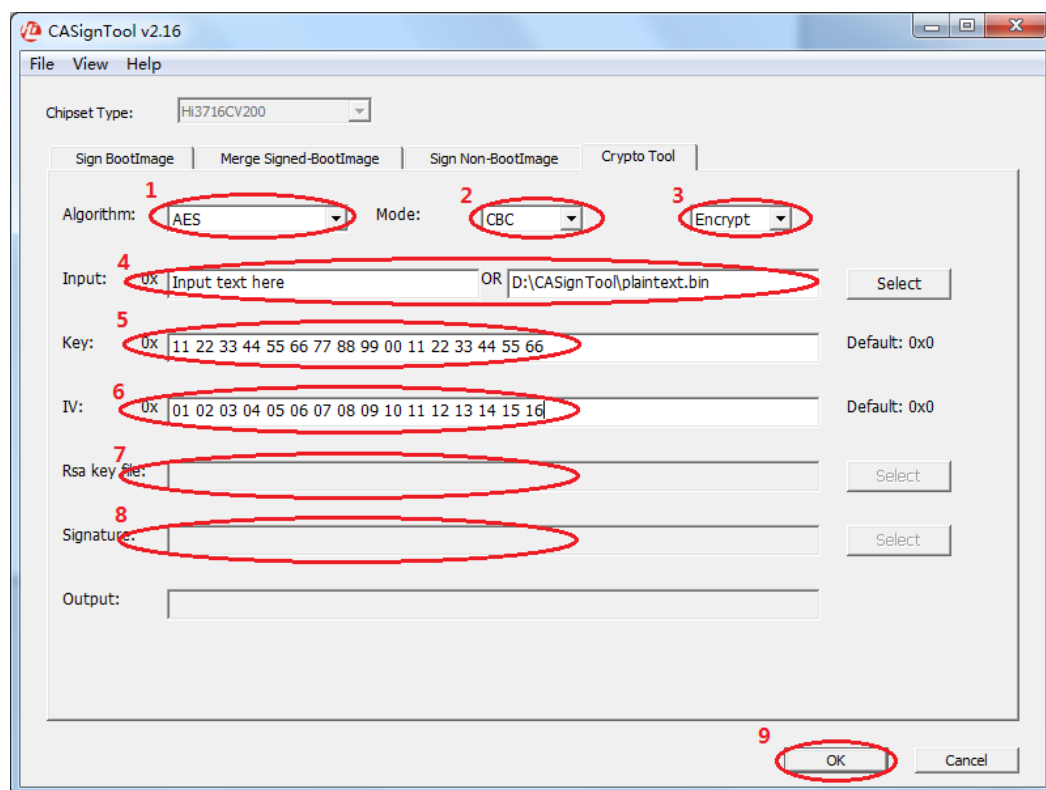 CASignTool v2.16
File View Help
Chipset Type: Hi3716CV200
Sign BootImage Merge Signed-BootImage Sign Non-BootImage Crypto Tool
1 2 3
Algorithm: AES Mode: CBC Encrypt
4
Input: 0x Input text here OR D:\CASignTool\plaintext.bin Select
5
Key: 0x 11 22 33 44 55 66 77 88 99 00 11 22 33 44 55 66 Default: 0x0
6
IV: 0x 01 02 03 04 05 06 07 08 09 10 11 12 13 14 15 16 Default: 0x0
7
Rsa key file: Select
8
Signature: Select
Output:
9
OK Cancel